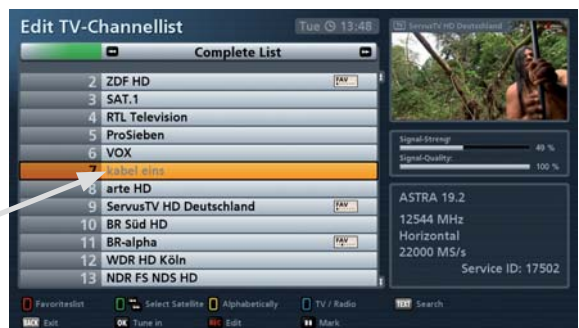 Edit TV-Channellist
Tue 13:48
ServusTV HD Deutschland
Complete List
2 ZDF HD FAV
3 SAT.1
4 RTL Television
5 ProSieben
6 VOX
7 kabel eins
8 arte HD
9 ServusTV HD Deutschland FAV
10 BR Süd HD
11 BR-alpha FAV
12 WDR HD Köln
13 NDR FS NDS HD
Signal-Streng:
49 %
Signal-Quality:
100 %
ASTRA 19.2
12544 MHz
Horizontal
22000 MS/s
Service ID: 17502
Favoriteslist Select Satellite Alphabetically TV / Radio TEXT Search
BACK Exit OK Tune in REC Edit Mark